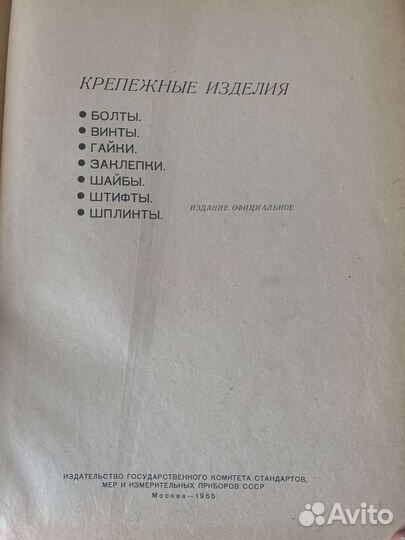 КРЕПЕЖНЫЕ ИЗДЕЛИЯ
● БОЛТЫ.
● ВИНТЫ.
● ГАЙКИ.
● ЗАКЛЕПКИ.
● ШАЙБЫ.
● ШТИФТЫ.
● ШПЛИНТЫ.
ИЗДАНИЕ ОФИЦИАЛЬНОЕ
ИЗДАТЕЛЬСТВО ГОСУДАРСТВЕННОГО КОМИТЕТА СТАНДАРТОВ,
МЕР И ИЗМЕРИТЕЛЬНЫХ ПРИБОРОВ СССР
Москва—1965
Avito